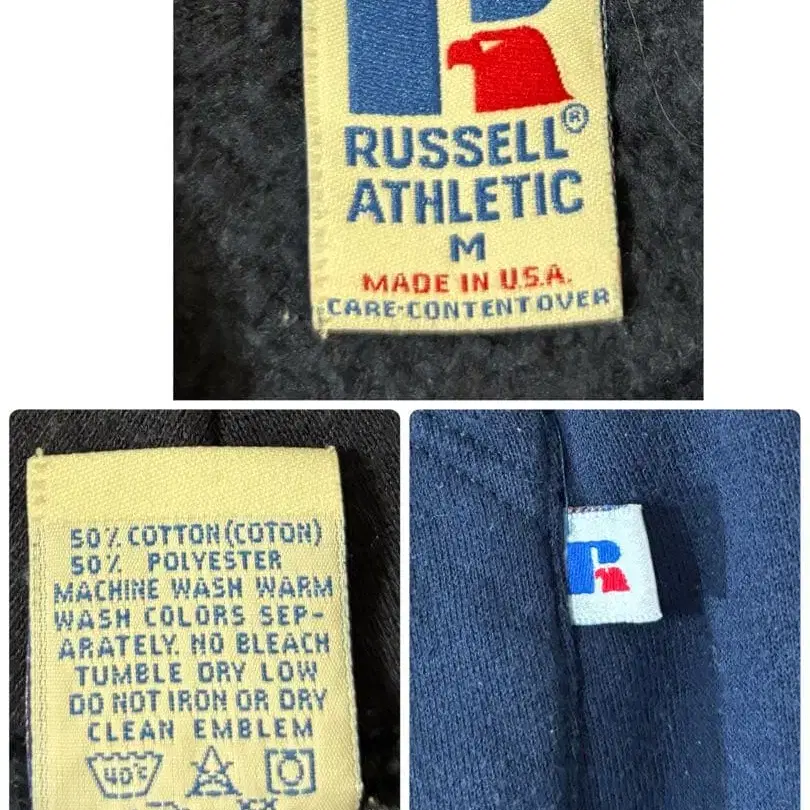 R
RUSSELL®
ATHLETIC
M
MADE IN U.S.A.
CARE·CONTENT OVER
50% COTTON(COTON)
50% POLYESTER
MACHINE WASH WARM
WASH COLORS SEP-
ARATELY. NO BLEACH
TUMBLE DRY LOW
DO NOT IRON OR DRY
CLEAN EMBLEM
40°C
R